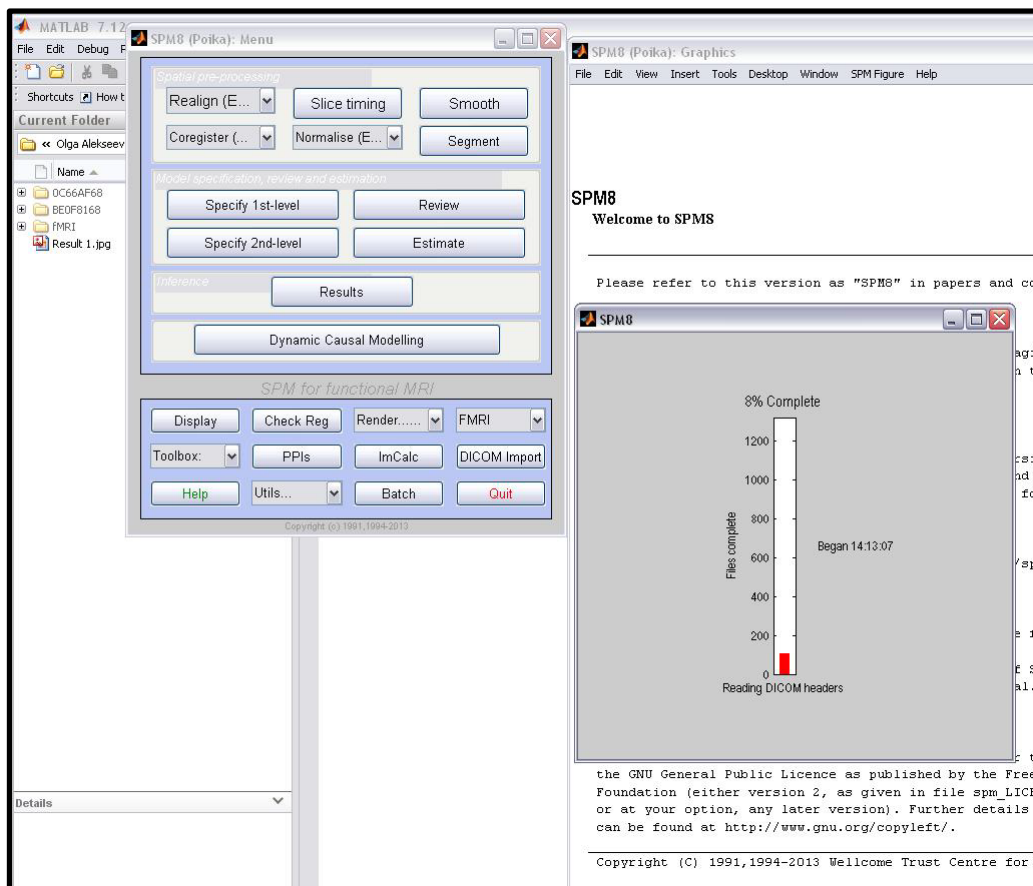 MATLAB 7.12
File Edit Debug
Shortcuts How t
Current Folder
« Olga Alekseev
Name
0C66AF68
BE0F8168
fMRI
Result 1.jpg
Details
SPM8 (Poika): Menu
Spatial pre-processing
Realign (E... Slice timing Smooth
Coregister (... Normalise (E... Segment
Model specification, review and estimation
Specify 1st-level Review
Specify 2nd-level Estimate
Inference
Results
Dynamic Causal Modelling
SPM for functional MRI
Display Check Reg Render...... FMRI
Toolbox: PPIs ImCalc DICOM Import
Help Utils... Batch Quit
Copyright (c) 1991,1994-2013
SPM8 (Poika): Graphics
File Edit View Insert Tools Desktop Window SPM Figure Help
SPM8
Welcome to SPM8
Please refer to this version as "SPM8" in papers and co
SPM8
8% Complete
1200
1000
800
600
400
200
0
Files complete
Began 14:13:07
Reading DICOM headers
the GNU General Public Licence as published by the Free
Foundation (either version 2, as given in file spm_LICE
or at your option, any later version). Further details
can be found at http://www.gnu.org/copyleft/.
Copyright (C) 1991,1994-2013 Wellcome Trust Centre for